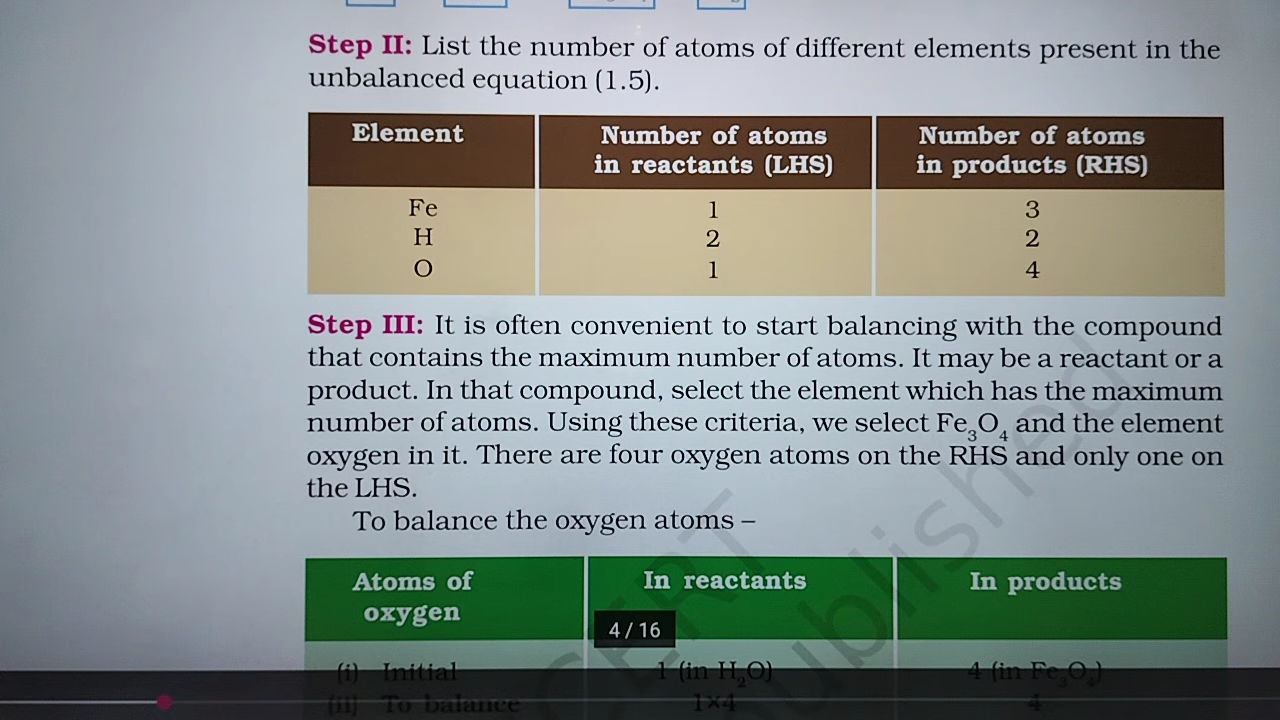 Step II: List the number of atoms of different elements present in the
unbalanced equation (1.5).
Element Number of atoms in reactants (LHS) Number of atoms in products (RHS)
Fe 1 3
H 2 2
O 1 4
Step III: It is often convenient to start balancing with the compound
that contains the maximum number of atoms. It may be a reactant or a
product. In that compound, select the element which has the maximum
number of atoms. Using these criteria, we select Fe₃O₄ and the element
oxygen in it. There are four oxygen atoms on the RHS and only one on
the LHS.
To balance the oxygen atoms –
Atoms of oxygen In reactants In products
4 / 16
(i) Initial 1 (in H₂O) 4 (in Fe₃O₄)
(ii) To balance 1×4 4
published